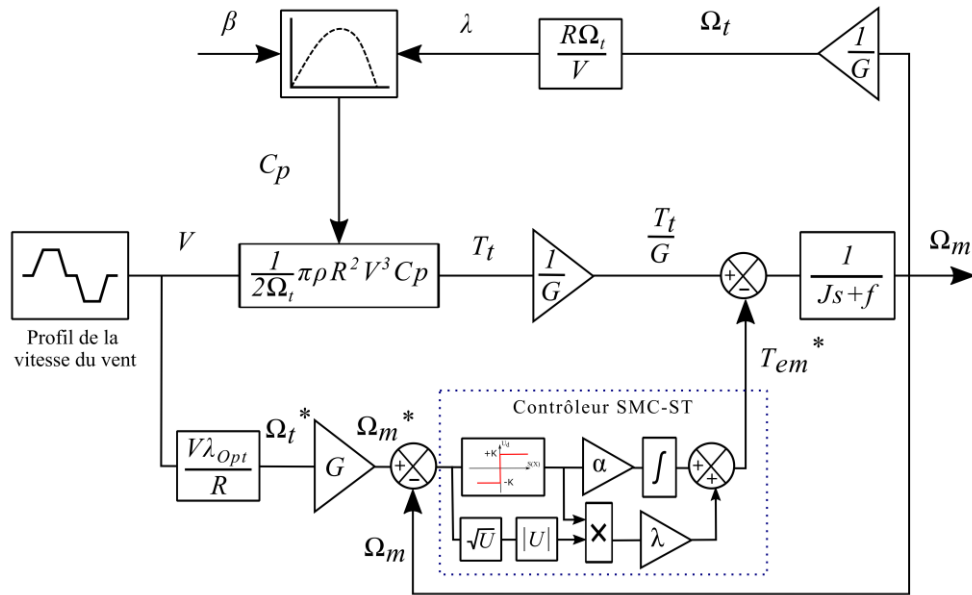 β
λ
RΩt
V
Ωt
1
G
Cp
V
1
2Ωt
πρR²V³Cp
Tt
1
G
Tt
G
+
-
1
Js+f
Ωm
Profil de la
vitesse du vent
Tem*
Contrôleur SMC-ST
VλOpt
R
Ωt*
G
Ωm*
+
-
+K
Ud
S(X)
-K
α
∫
+
+
√U
|U|
×
λ
Ωm